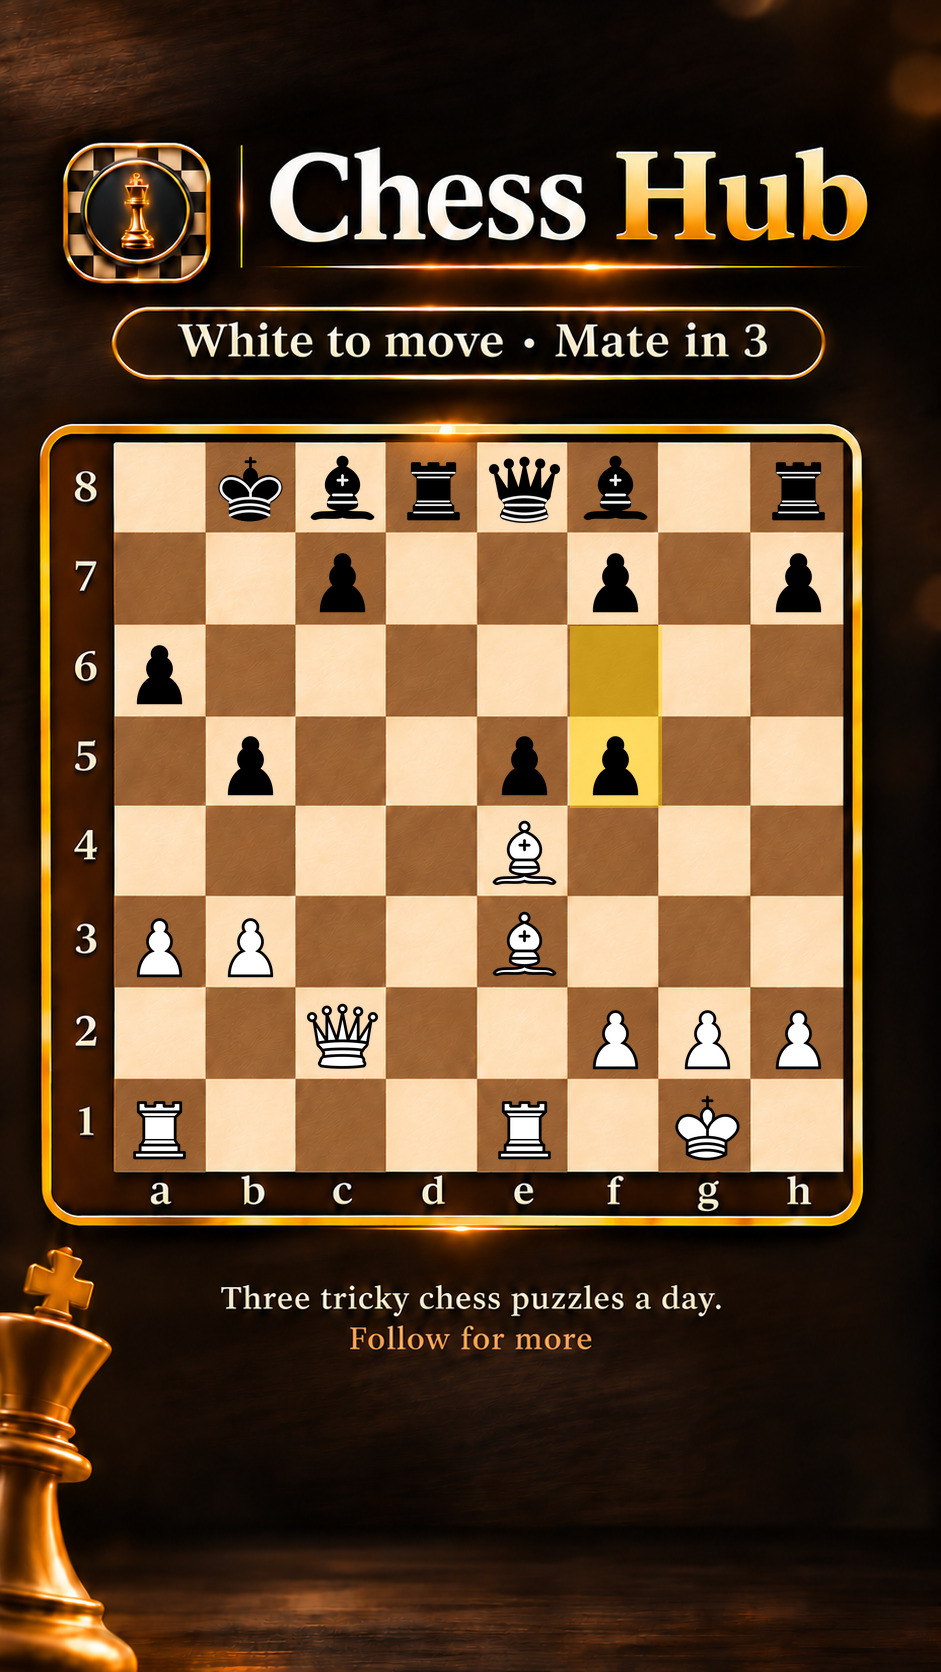 Chess Hub
White to move • Mate in 3
8
7
6
5
4
3
2
1
a b c d e f g h
Three tricky chess puzzles a day.
Follow for more